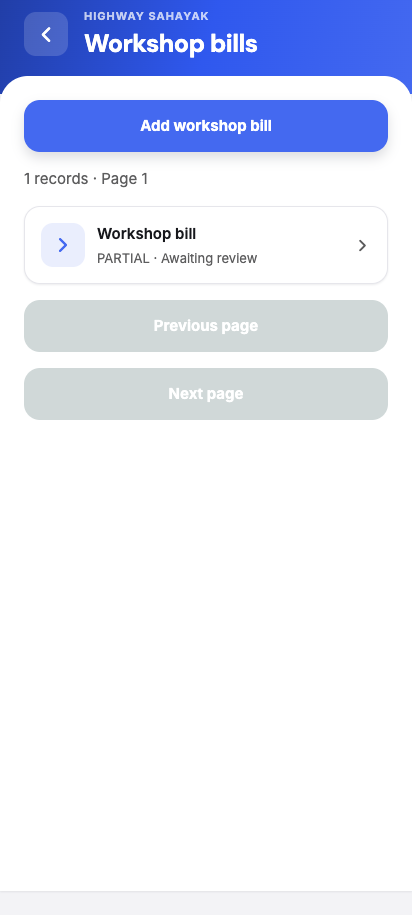 HIGHWAY SAHAYAK
Workshop bills
Add workshop bill
1 records · Page 1
Workshop bill
PARTIAL · Awaiting review
Previous page
Next page